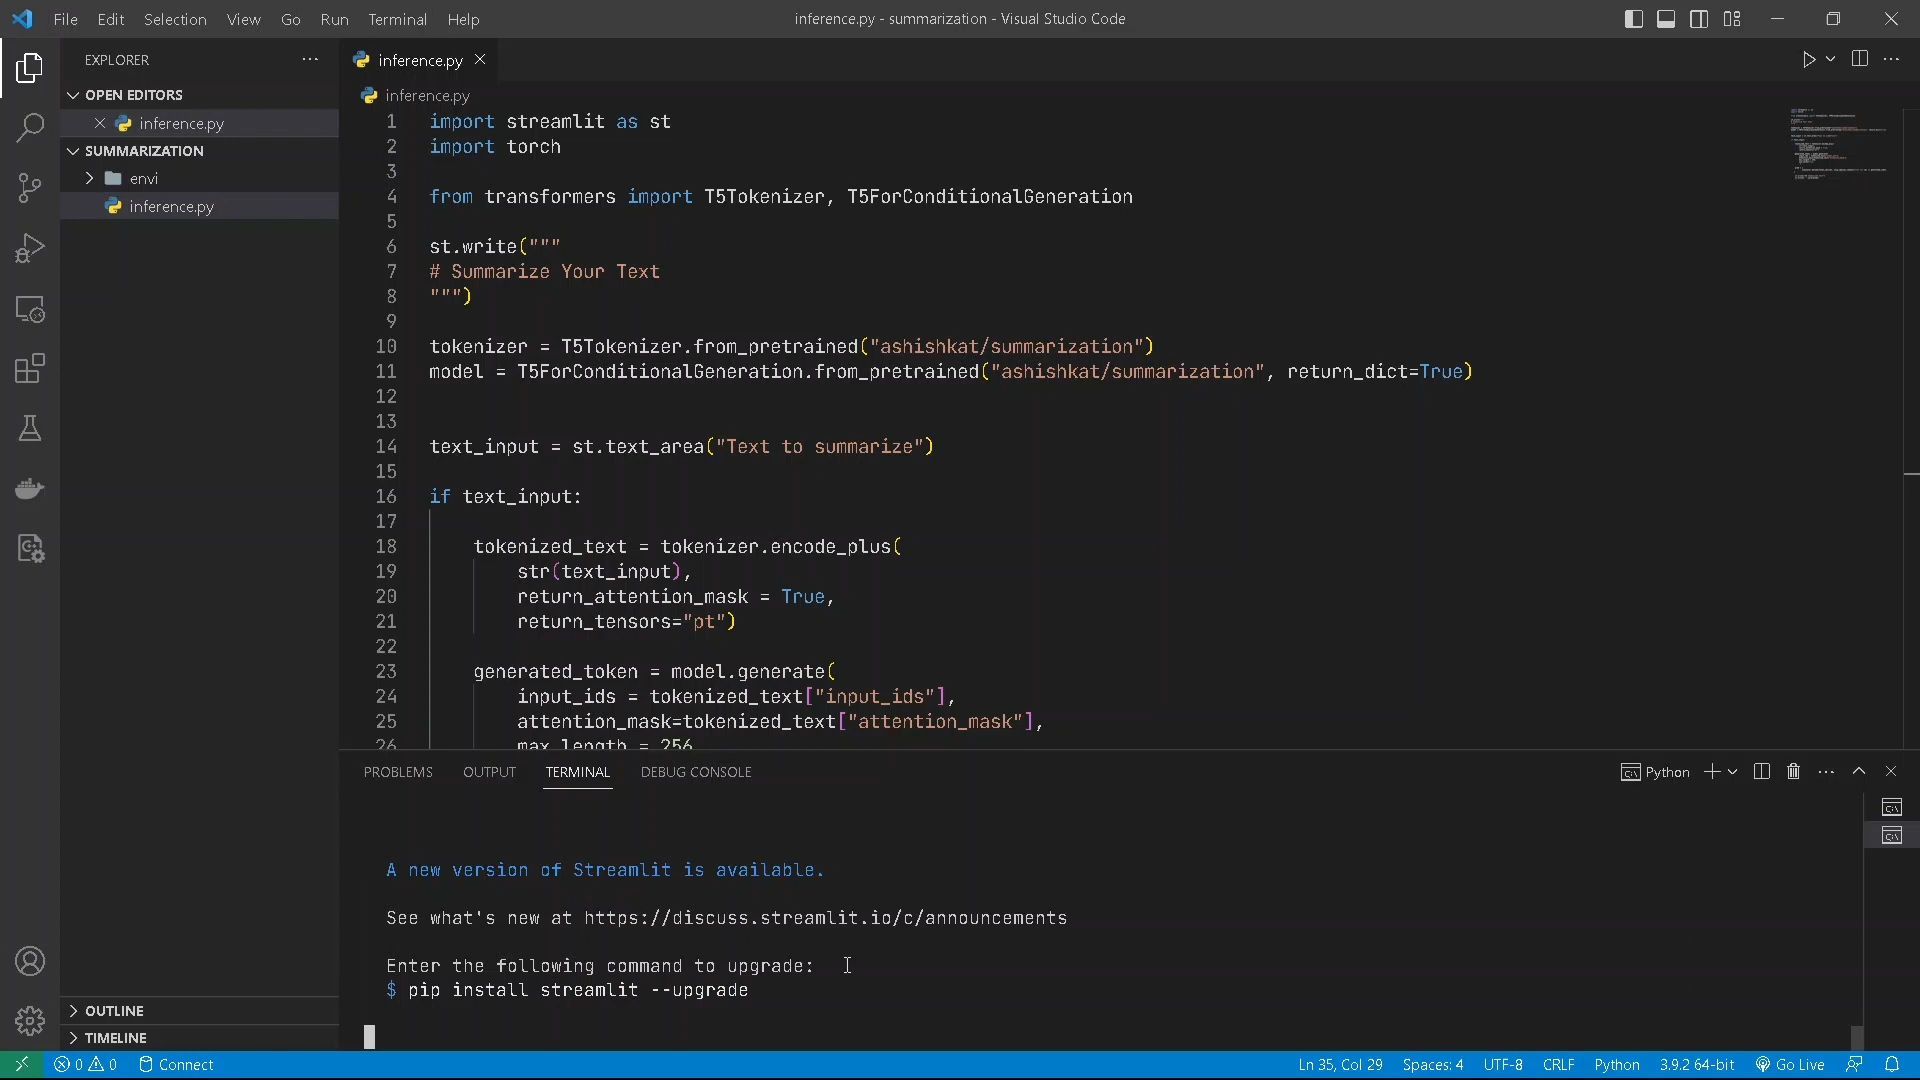 File Edit Selection View Go Run Terminal Help
inference.py - summarization - Visual Studio Code
EXPLORER
OPEN EDITORS
inference.py
SUMMARIZATION
envi
inference.py
OUTLINE
TIMELINE
inference.py
inference.py
1 import streamlit as st
2 import torch
3
4 from transformers import T5Tokenizer, T5ForConditionalGeneration
5
6 st.write("""
7 # Summarize Your Text
8 """)
9
10 tokenizer = T5Tokenizer.from_pretrained("ashishkat/summarization")
11 model = T5ForConditionalGeneration.from_pretrained("ashishkat/summarization", return_dict=True)
12
13
14 text_input = st.text_area("Text to summarize")
15
16 if text_input:
17
18 tokenized_text = tokenizer.encode_plus(
19 str(text_input),
20 return_attention_mask = True,
21 return_tensors="pt")
22
23 generated_token = model.generate(
24 input_ids = tokenized_text["input_ids"],
25 attention_mask=tokenized_text["attention_mask"],
26 max_length = 256
PROBLEMS OUTPUT TERMINAL DEBUG CONSOLE
Python
A new version of Streamlit is available.
See what's new at https://discuss.streamlit.io/c/announcements
Enter the following command to upgrade:
$ pip install streamlit --upgrade
0 0 Connect
Ln 35, Col 29 Spaces: 4 UTF-8 CRLF Python 3.9.2 64-bit Go Live